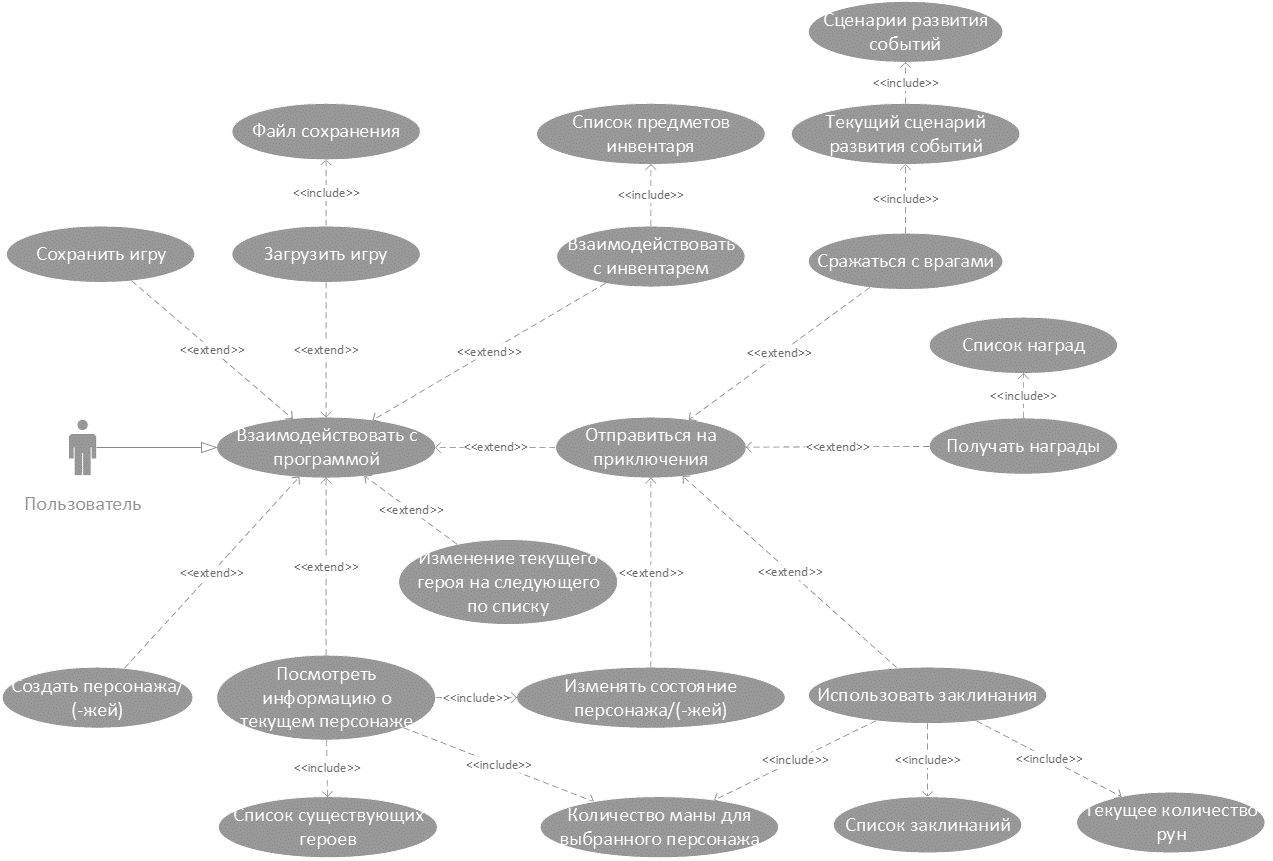 Сценарии развития
событий
<<include>>
Файл сохранения
Список предметов
инвентаря
Текущий сценарий
развития событий
<<include>>
<<include>>
<<include>>
Сохранить игру
Загрузить игру
Взаимодействовать
с инвентарем
Сражаться с врагами
<<extend>>
<<extend>>
<<extend>>
<<extend>>
Список наград
<<include>>
Пользователь
Взаимодействовать с
программой
<<extend>>
Отправиться на
приключения
<<extend>>
Получать награды
<<extend>>
<<extend>>
<<extend>>
Изменение текущего
героя на следующего
по списку
<<extend>>
<<extend>>
Создать персонажа/
(-жей)
Посмотреть
информацию о
текущем персонаже
<<include>>
Изменять состояние
персонажа/(-жей)
Использовать заклинания
<<include>>
<<include>>
<<include>>
<<include>>
<<include>>
Список существующих
героев
Количество маны для
выбранного персонажа
Список заклинаний
Текущее количество
рун